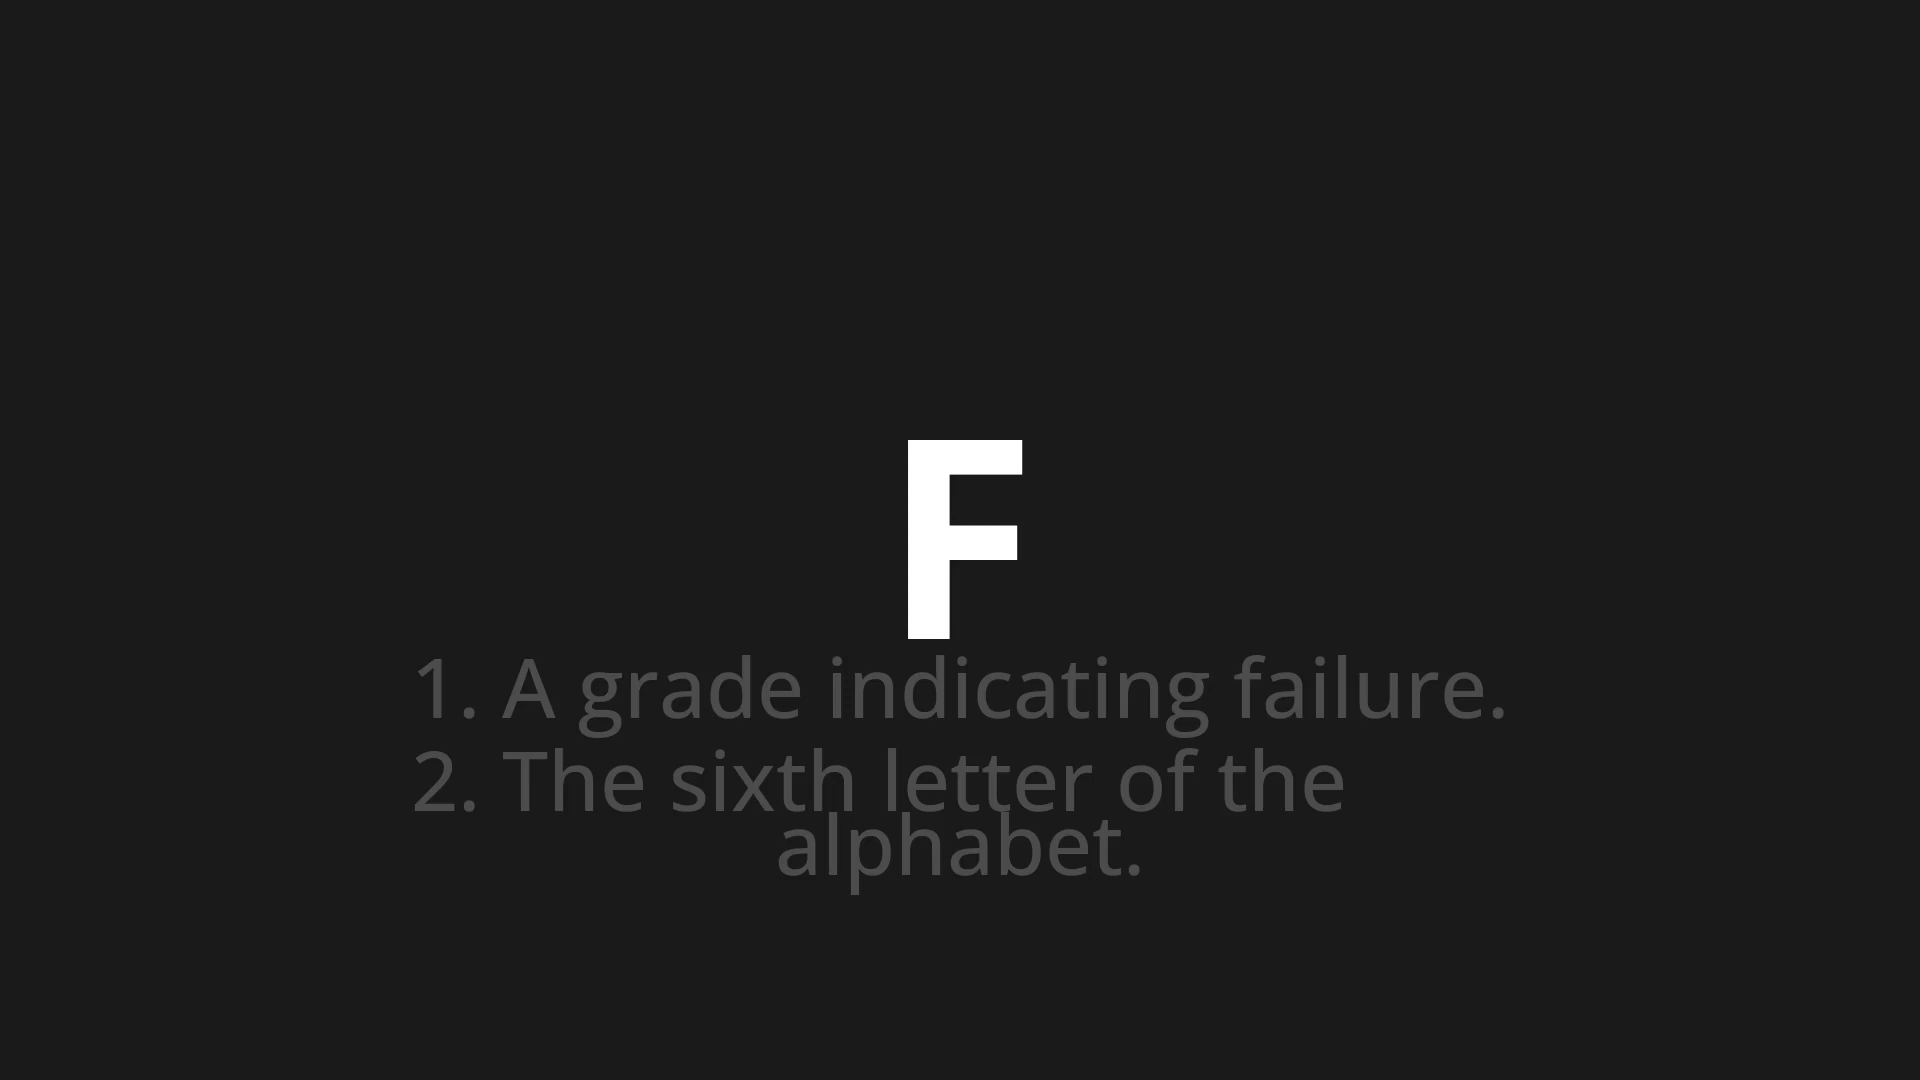 F
1. A grade indicating failure.
2. The sixth letter of the
alphabet.